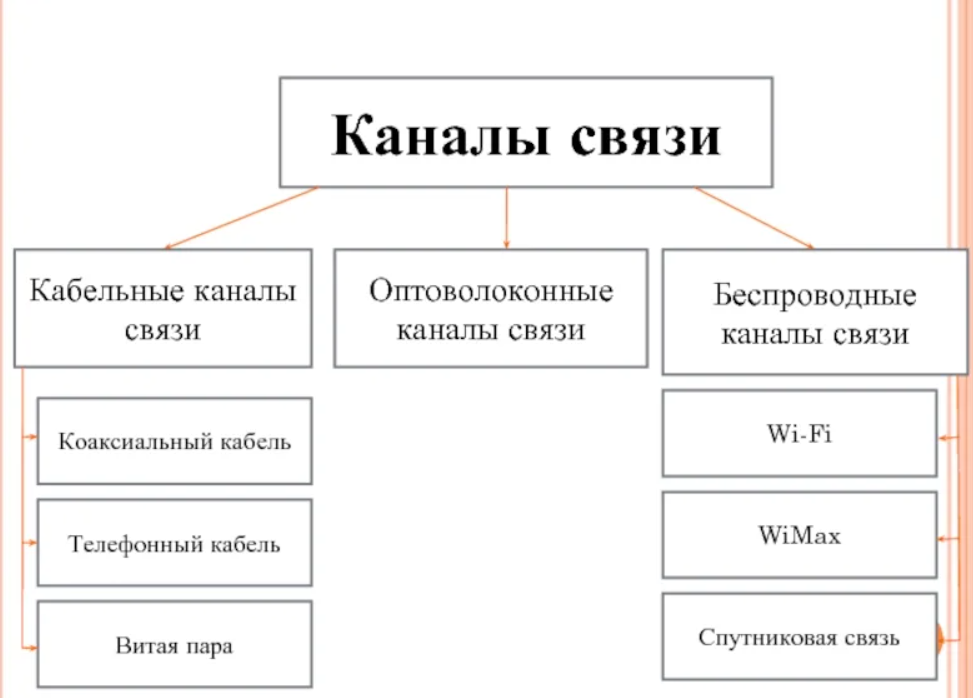 Каналы связи
Кабельные каналы
связи
Оптоволоконные
каналы связи
Беспроводные
каналы связи
Коаксиальный кабель
Телефонный кабель
Витая пара
Wi-Fi
WiMax
Спутниковая связь